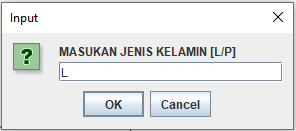 Input
MASUKAN JENIS KELAMIN [L/P]
L
OK Cancel